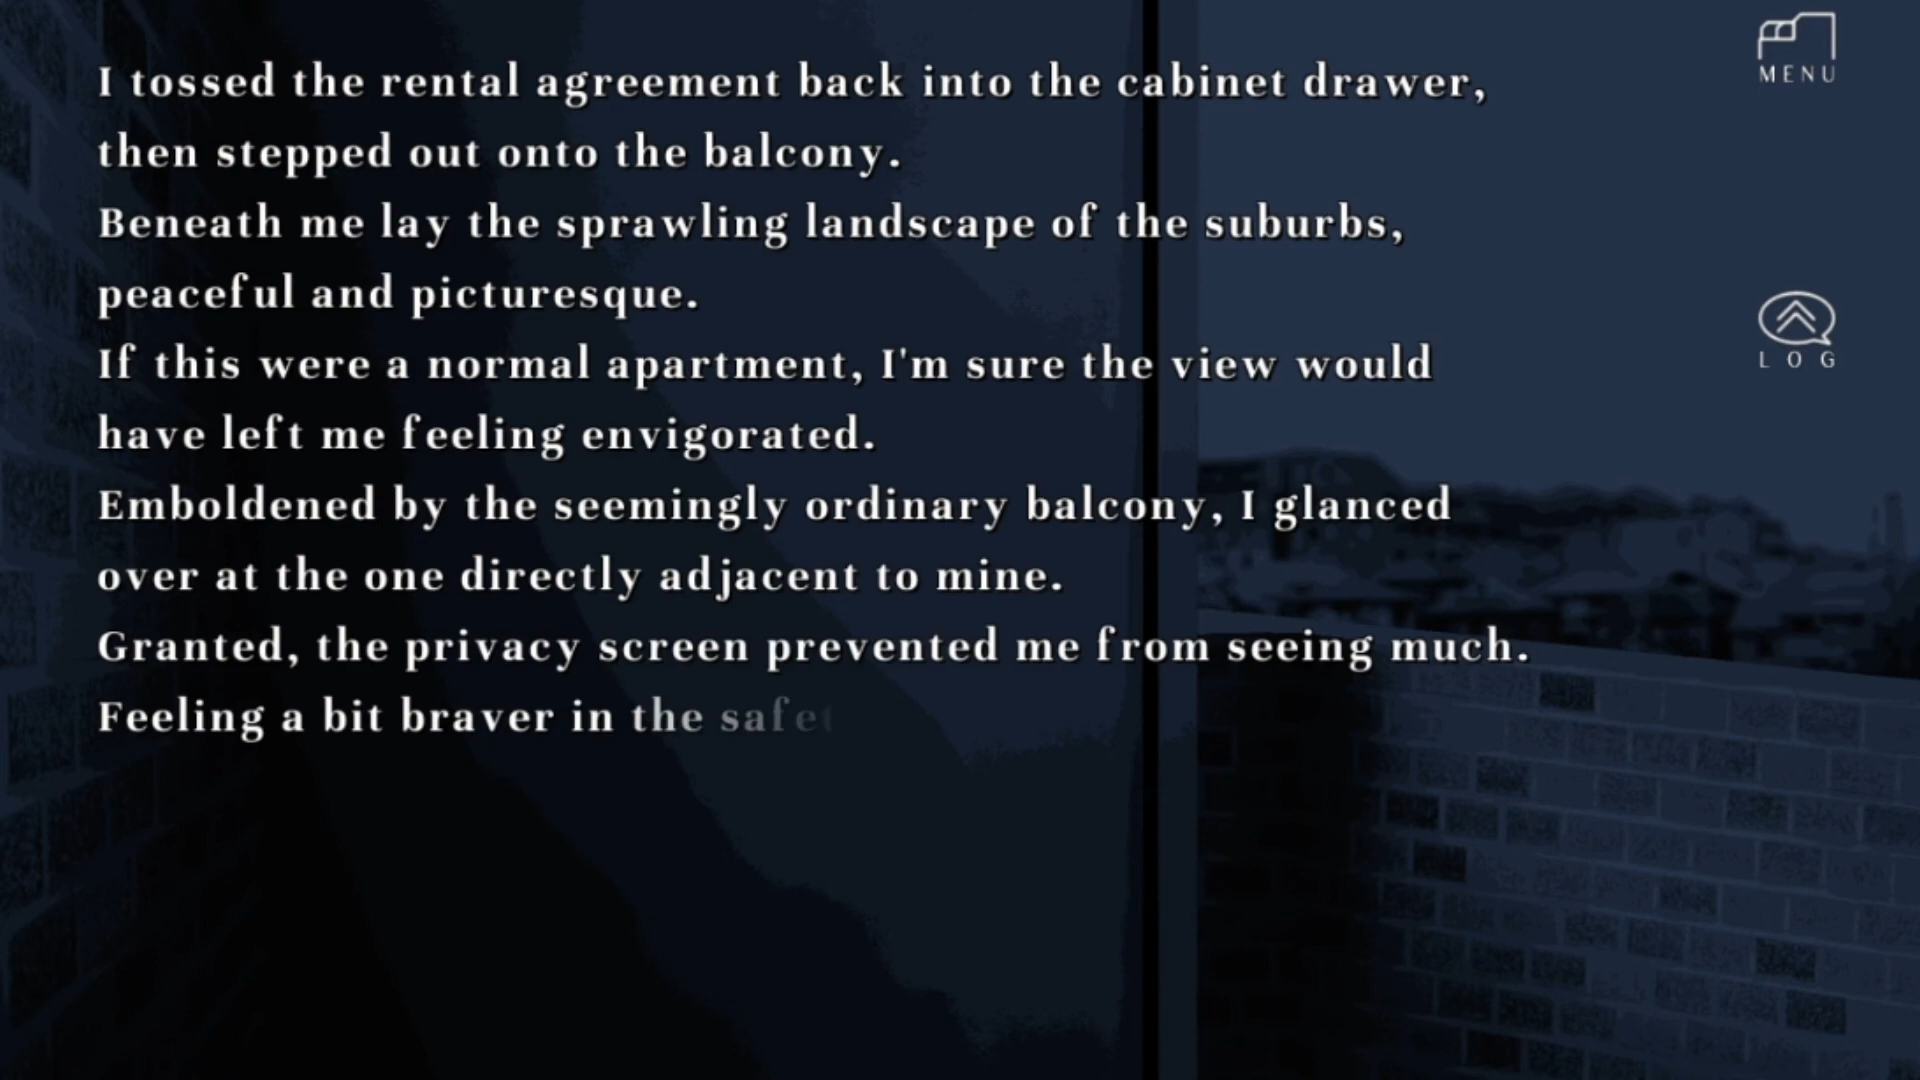 I tossed the rental agreement back into the cabinet drawer,
then stepped out onto the balcony.
Beneath me lay the sprawling landscape of the suburbs,
peaceful and picturesque.
If this were a normal apartment, I'm sure the view would
have left me feeling envigorated.
Emboldened by the seemingly ordinary balcony, I glanced
over at the one directly adjacent to mine.
Granted, the privacy screen prevented me from seeing much.
Feeling a bit braver in the safet
MENU
LOG